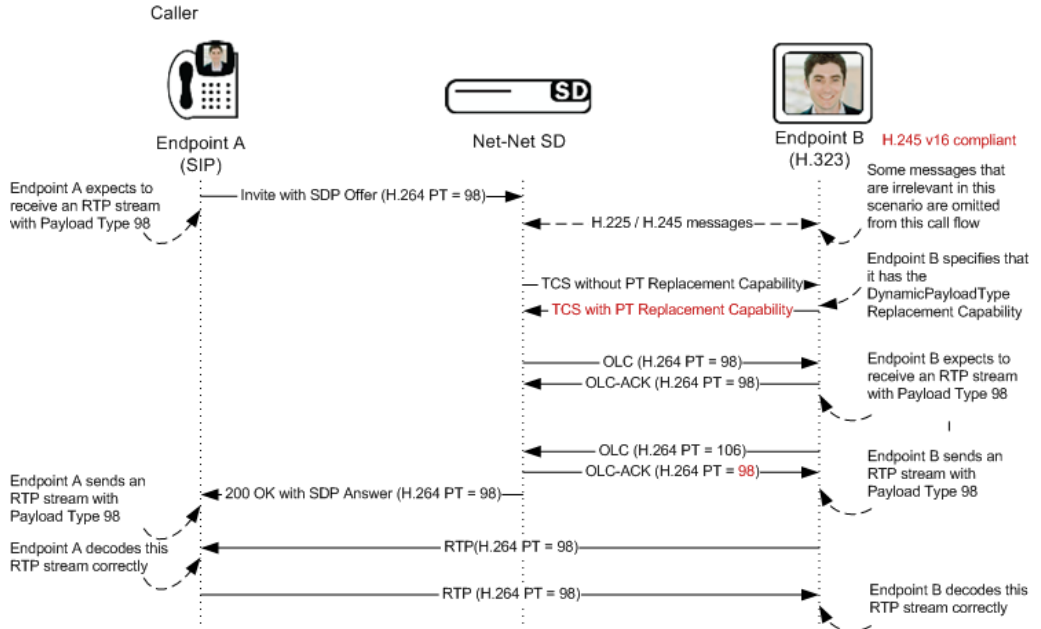 Caller
SD
Endpoint A
(SIP)
Net-Net SD
Endpoint B
(H.323)
H.245 v16 compliant
Endpoint A expects to
receive an RTP stream
with Payload Type 98
Invite with SDP Offer (H.264 PT = 98)
Some messages that
are irrelevant in this
scenario are omitted
from this call flow
H.225 / H.245 messages
Endpoint B specifies that
it has the
DynamicPayloadType
Replacement Capability
TCS without PT Replacement Capability
TCS with PT Replacement Capability
OLC (H.264 PT = 98)
OLC-ACK (H.264 PT = 98)
Endpoint B expects to
receive an RTP stream
with Payload Type 98
OLC (H.264 PT = 106)
OLC-ACK (H.264 PT = 98)
Endpoint B sends an
RTP stream with
Payload Type 98
Endpoint A sends an
RTP stream with
Payload Type 98
200 OK with SDP Answer (H.264 PT = 98)
Endpoint A decodes this
RTP stream correctly
RTP(H.264 PT = 98)
RTP (H.264 PT = 98)
Endpoint B decodes this
RTP stream correctly